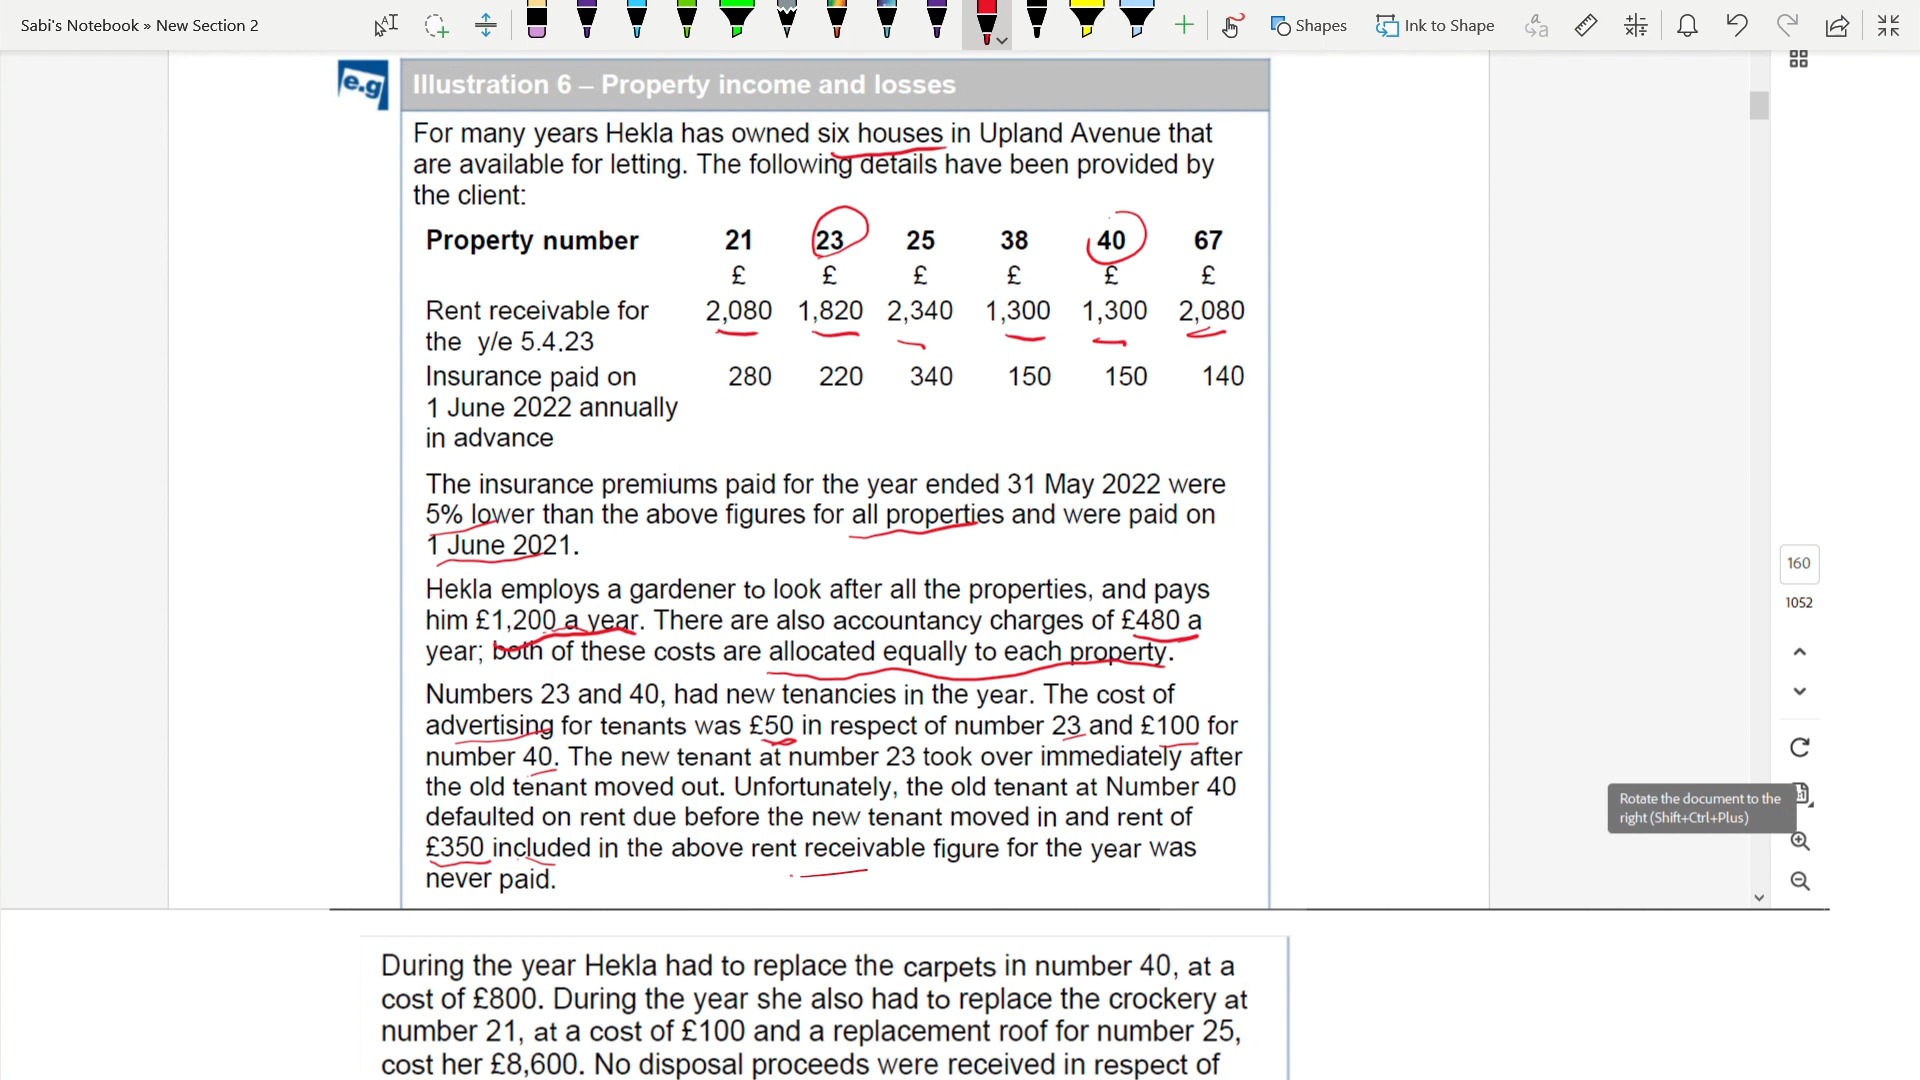 Sabi's Notebook » New Section 2
Shapes
Ink to Shape
e.g
Illustration 6 – Property income and losses
For many years Hekla has owned six houses in Upland Avenue that
are available for letting. The following details have been provided by
the client:
Property number 21 23 25 38 40 67
£ £ £ £ £ £
Rent receivable for 2,080 1,820 2,340 1,300 1,300 2,080
the y/e 5.4.23
Insurance paid on 280 220 340 150 150 140
1 June 2022 annually
in advance
The insurance premiums paid for the year ended 31 May 2022 were
5% lower than the above figures for all properties and were paid on
1 June 2021.
Hekla employs a gardener to look after all the properties, and pays
him £1,200 a year. There are also accountancy charges of £480 a
year; both of these costs are allocated equally to each property.
Numbers 23 and 40, had new tenancies in the year. The cost of
advertising for tenants was £50 in respect of number 23 and £100 for
number 40. The new tenant at number 23 took over immediately after
the old tenant moved out. Unfortunately, the old tenant at Number 40
defaulted on rent due before the new tenant moved in and rent of
£350 included in the above rent receivable figure for the year was
never paid.
160
1052
Rotate the document to the
right (Shift+Ctrl+Plus)
During the year Hekla had to replace the carpets in number 40, at a
cost of £800. During the year she also had to replace the crockery at
number 21, at a cost of £100 and a replacement roof for number 25,
cost her £8,600. No disposal proceeds were received in respect of